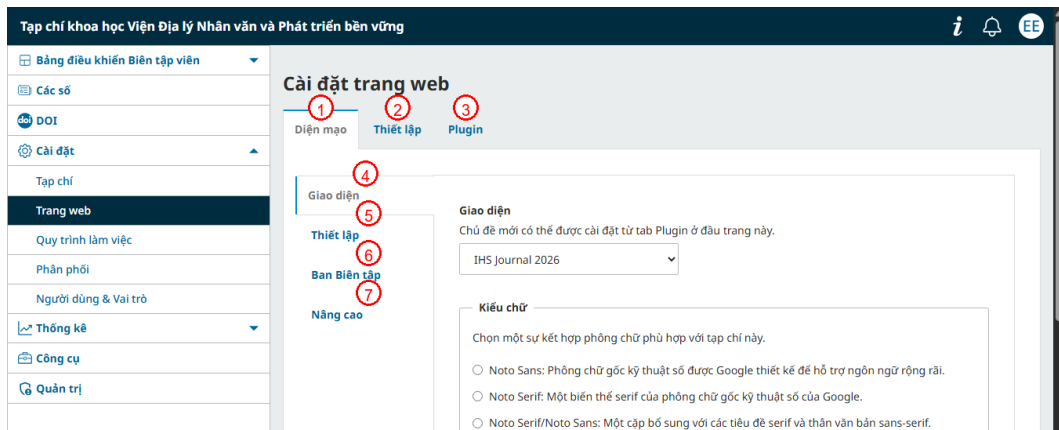 Tạp chí khoa học Viện Địa lý Nhân văn và Phát triển bền vững
i
EE
Bảng điều khiển Biên tập viên
Các số
doi DOI
Cài đặt
Tạp chí
Trang web
Quy trình làm việc
Phân phối
Người dùng & Vai trò
Thống kê
Công cụ
Quản trị
Cài đặt trang web
1 2 3
Diện mạo Thiết lập Plugin
4
Giao diện
5
Thiết lập
6
Ban Biên tập
7
Nâng cao
Giao diện
Chủ đề mới có thể được cài đặt từ tab Plugin ở đầu trang này.
IHS Journal 2026
Kiểu chữ
Chọn một sự kết hợp phông chữ phù hợp với tạp chí này.
Noto Sans: Phông chữ gốc kỹ thuật số được Google thiết kế để hỗ trợ ngôn ngữ rộng rãi.
Noto Serif: Một biến thể serif của phông chữ gốc kỹ thuật số của Google.
Noto Serif/Noto Sans: Một cặp bổ sung với các tiêu đề serif và thân văn bản sans-serif.